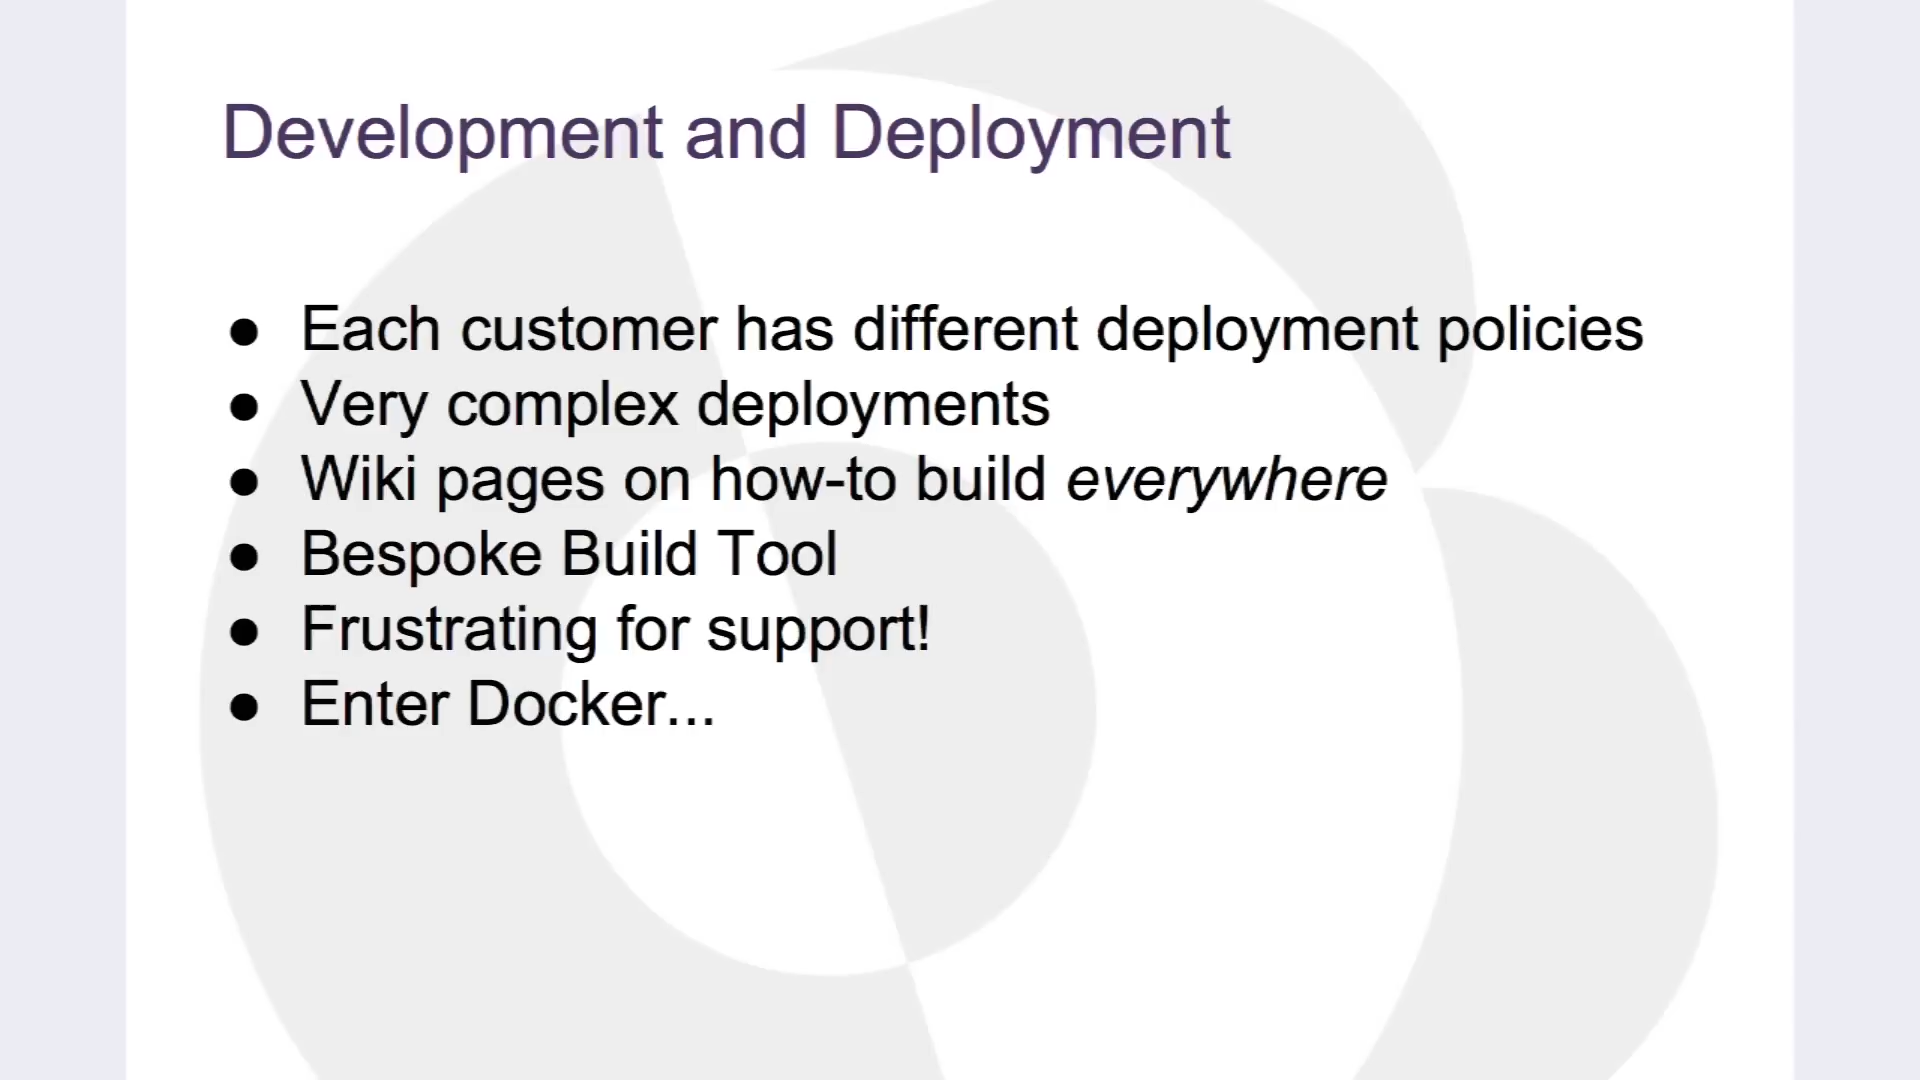 Development and Deployment
● Each customer has different deployment policies
● Very complex deployments
● Wiki pages on how-to build everywhere
● Bespoke Build Tool
● Frustrating for support!
● Enter Docker...